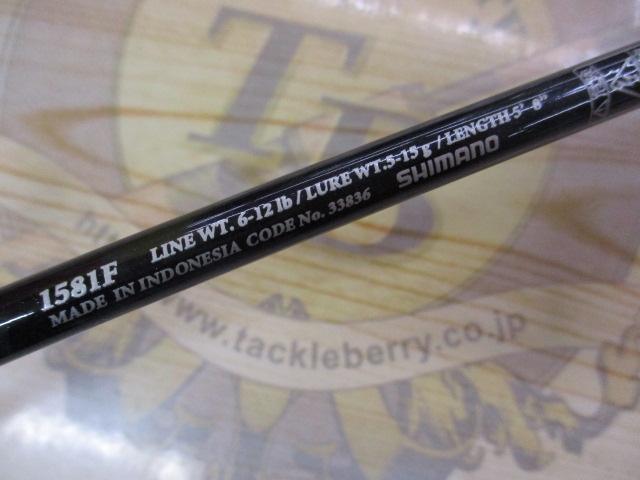 1581F LINE WT. 6-12 lb / LURE WT.5-15 g / LENGTH 5'-8"
MADE IN INDONESIA CODE No. 33836 SHIMANO
TB
www.tackleberry.co.jp